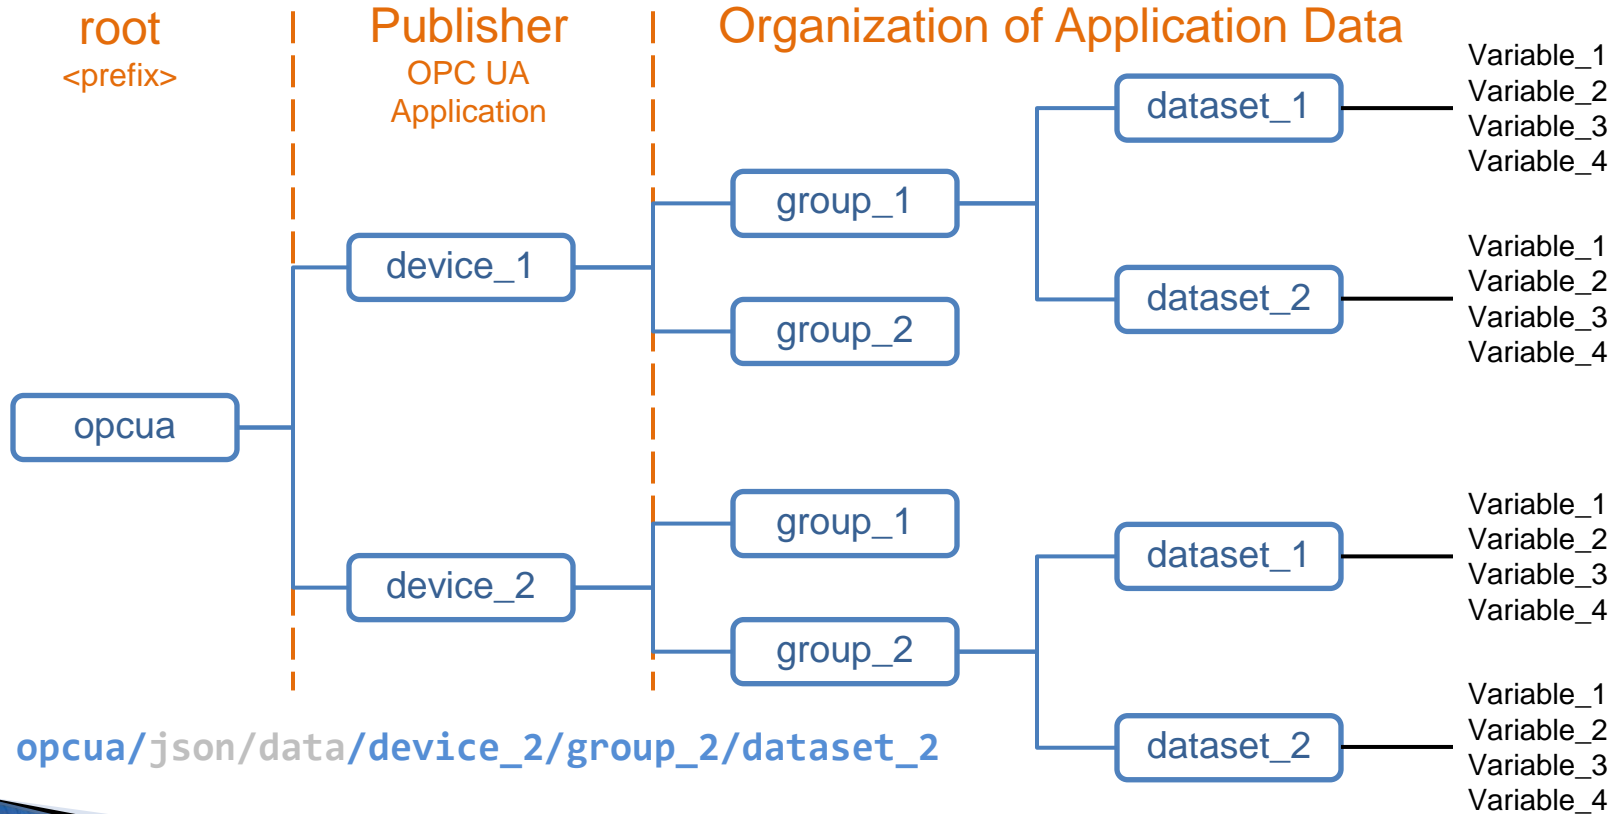 root
<prefix>
Publisher
OPC UA
Application
Organization of Application Data
opcua
device_1
device_2
group_1
group_2
group_1
group_2
dataset_1
dataset_2
dataset_1
dataset_2
Variable_1
Variable_2
Variable_3
Variable_4
Variable_1
Variable_2
Variable_3
Variable_4
Variable_1
Variable_2
Variable_3
Variable_4
Variable_1
Variable_2
Variable_3
Variable_4
opcua/json/data/device_2/group_2/dataset_2